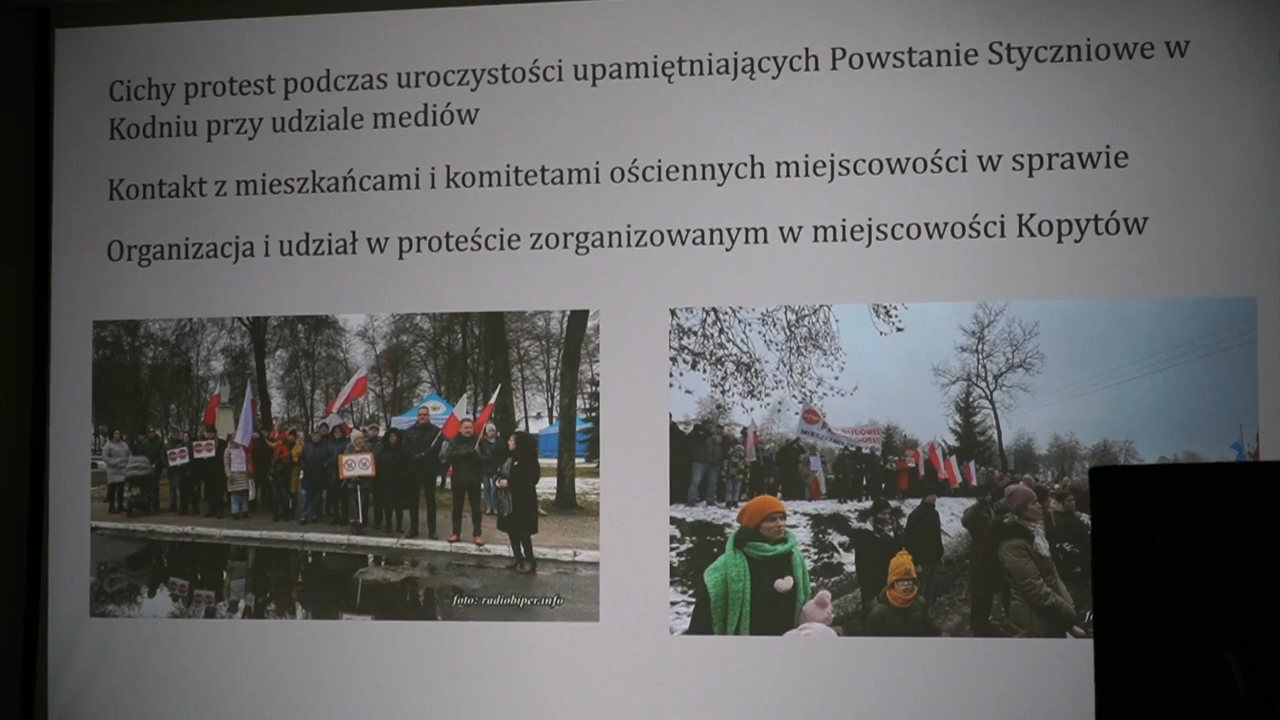 Cichy protest podczas uroczystości upamiętniających Powstanie Styczniowe w
Kodniu przy udziale mediów
Kontakt z mieszkańcami i komitetami ościennych miejscowości w sprawie
Organizacja i udział w proteście zorganizowanym w miejscowości Kopytów
foto: radiobiper.info